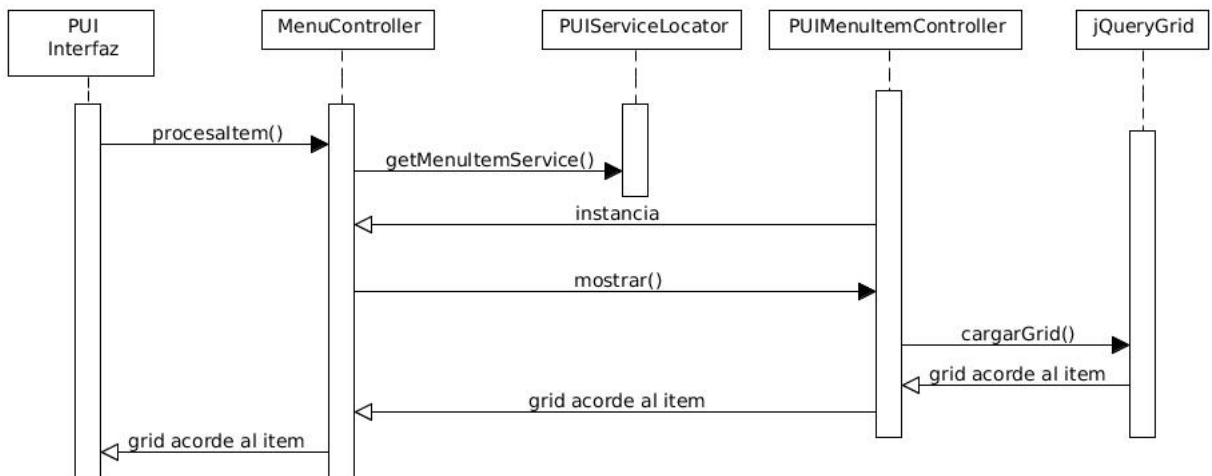 PUI
Interfaz
MenuController
PUIServiceLocator
PUIMenuItemController
jQueryGrid
procesaItem()
getMenuItemService()
instancia
mostrar()
cargarGrid()
grid acorde al item
grid acorde al item
grid acorde al item